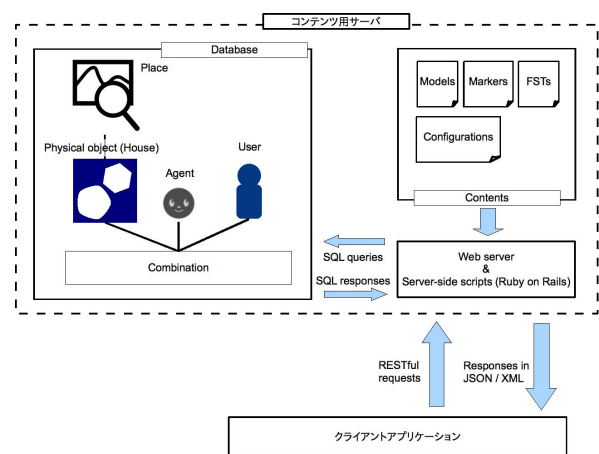 コンテンツ用サーバ
Database
Place
Physical object (House)
Agent
User
Combination
Models
Markers
FSTs
Configurations
Contents
SQL queries
SQL responses
Web server
&
Server-side scripts (Ruby on Rails)
RESTful
requests
Responses in
JSON / XML
クライアントアプリケーション